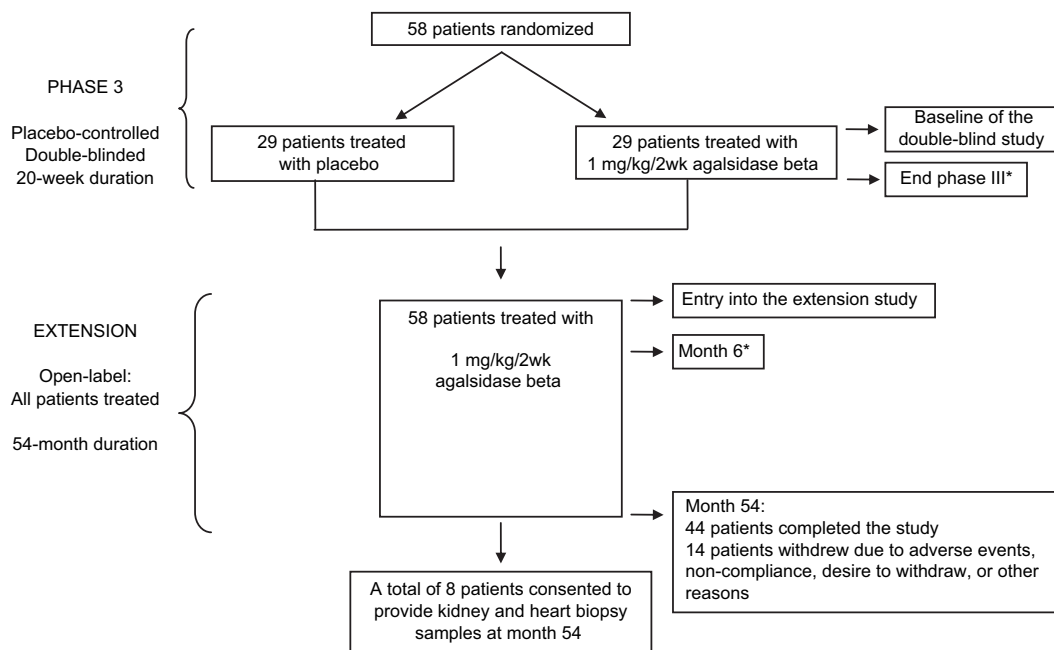 58 patients randomized
PHASE 3
Placebo-controlled
Double-blinded
20-week duration
29 patients treated
with placebo
29 patients treated with
1 mg/kg/2wk agalsidase beta
Baseline of the
double-blind study
End phase III*
EXTENSION
Open-label:
All patients treated
54-month duration
58 patients treated with
1 mg/kg/2wk
agalsidase beta
Entry into the extension study
Month 6*
Month 54:
44 patients completed the study
14 patients withdrew due to adverse events,
non-compliance, desire to withdraw, or other
reasons
A total of 8 patients consented to
provide kidney and heart biopsy
samples at month 54